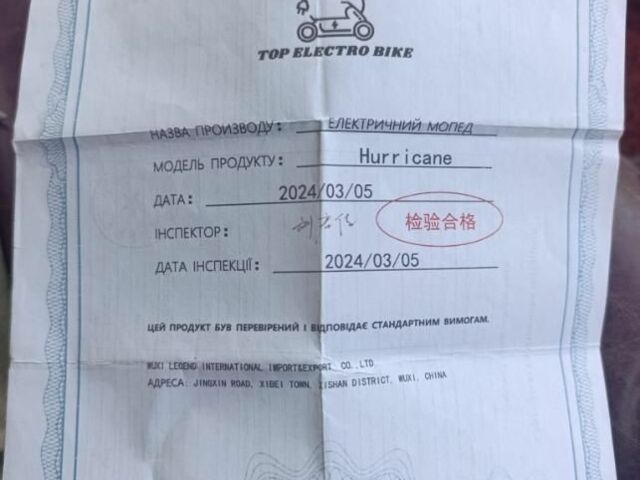 TOP ELECTRO BIKE
НАЗВА ПРОИЗВОДУ: ЕЛЕКТРИЧНИЙ МОПЕД
МОДЕЛЬ ПРОДУКТУ: Hurricane
ДАТА: 2024/03/05
ІНСПЕКТОР:
检验合格
ДАТА ІНСПЕКЦІЇ: 2024/03/05
ЦЕЙ ПРОДУКТ БУВ ПЕРЕВІРЕНИЙ І ВІДПОВІДАЄ СТАНДАРТНИМ ВИМОГАМ.
WUXI LEGEND INTERNATIONAL IMPORT&EXPORT CO.,LTD
АДРЕСА: JINGXIN ROAD, XIBEI TOWN, XISHAN DISTRICT, WUXI, CHINA